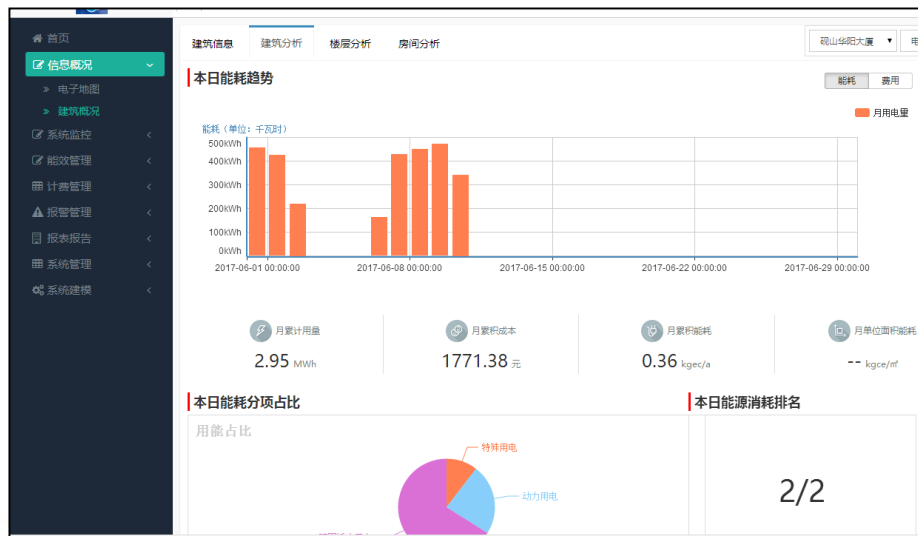 首页
信息概况
电子地图
建筑概况
系统监控
能效管理
计费管理
报警管理
报表报告
系统管理
系统建模
建筑信息 建筑分析 楼层分析 房间分析 砚山华阳大厦 电
本日能耗趋势 能耗 费用
月用电量
能耗(单位:千瓦时)
500kWh
400kWh
300kWh
200kWh
100kWh
0kWh
2017-06-01 00:00:00 2017-06-08 00:00:00 2017-06-15 00:00:00 2017-06-22 00:00:00 2017-06-29 00:00:00
月累计用量 月累积成本 月累积能耗 月单位面积能耗
2.95 MWh 1771.38 元 0.36 kgec/a -- kgce/㎡
本日能耗分项占比 本日能源消耗排名
用能占比
特殊用电
动力用电
2/2